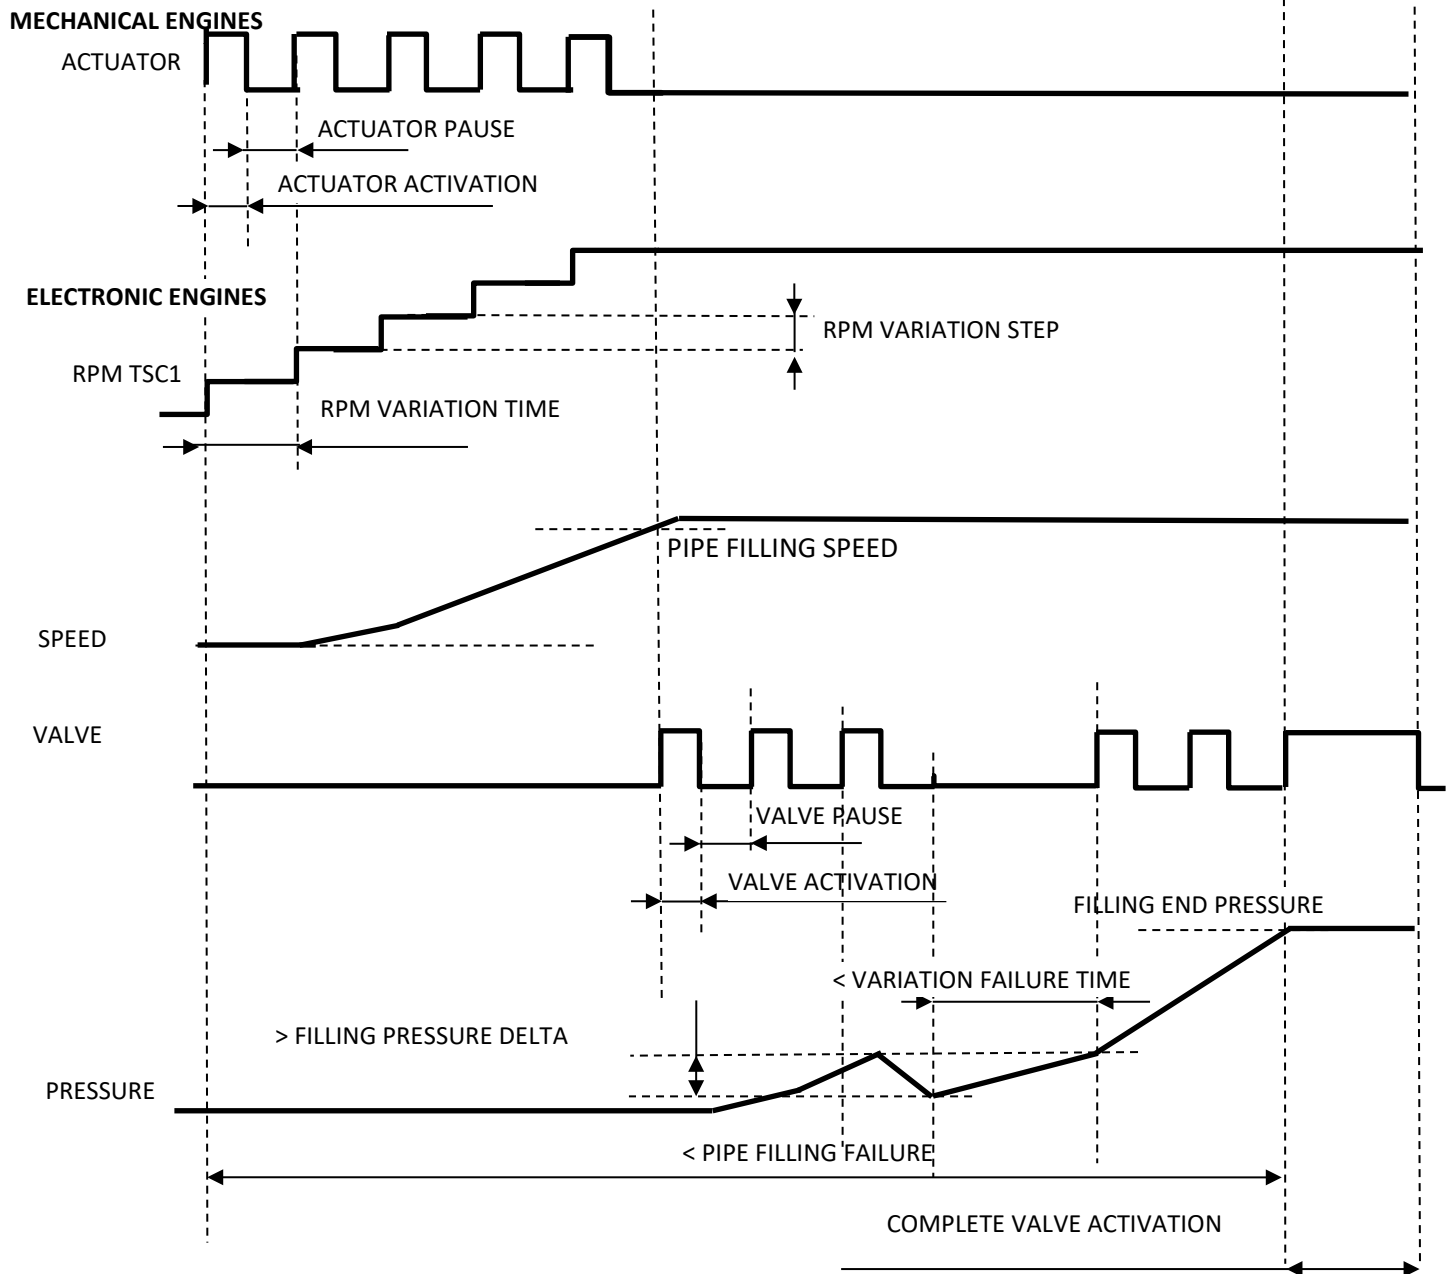 MECHANICAL ENGINES
ACTUATOR
ACTUATOR PAUSE
ACTUATOR ACTIVATION
ELECTRONIC ENGINES
RPM VARIATION STEP
RPM TSC1
RPM VARIATION TIME
PIPE FILLING SPEED
SPEED
VALVE
VALVE PAUSE
VALVE ACTIVATION
FILLING END PRESSURE
< VARIATION FAILURE TIME
> FILLING PRESSURE DELTA
PRESSURE
< PIPE FILLING FAILURE
COMPLETE VALVE ACTIVATION